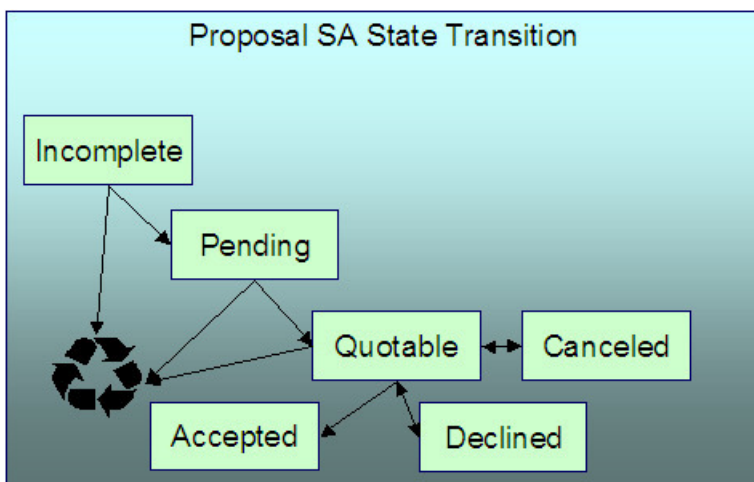 Proposal SA State Transition
Incomplete
Pending
Quotable
Canceled
Accepted
Declined